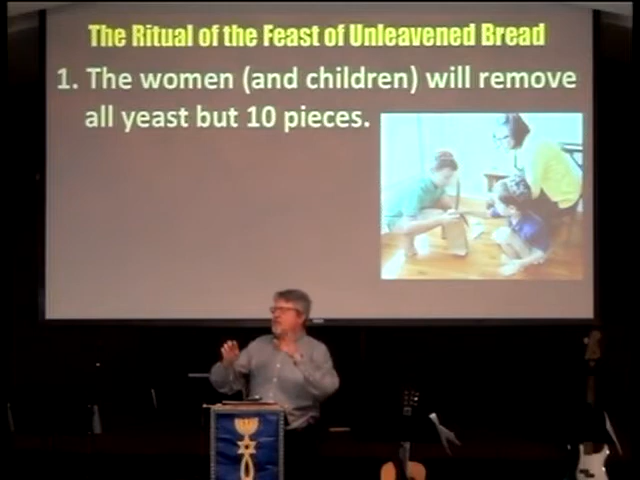 The Ritual of the Feast of Unleavened Bread
1. The women (and children) will remove
all yeast but 10 pieces.